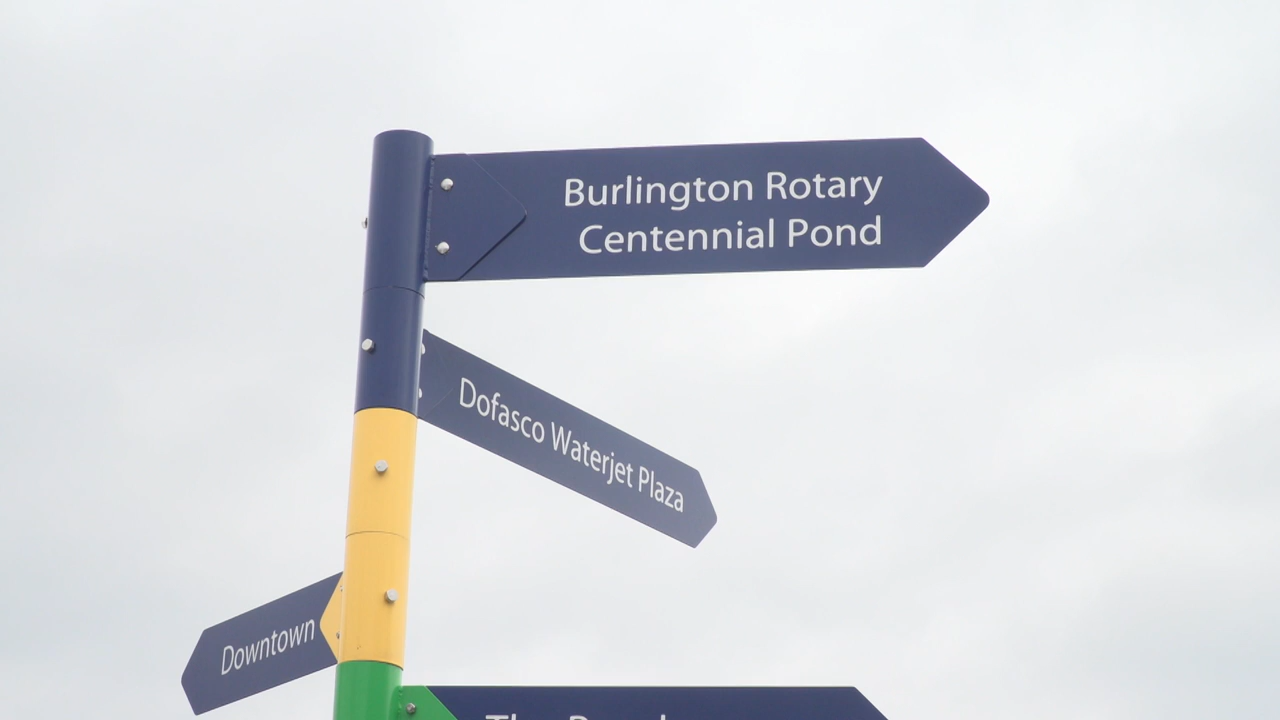 Burlington Rotary
Centennial Pond
Dofasco Waterjet Plaza
Downtown